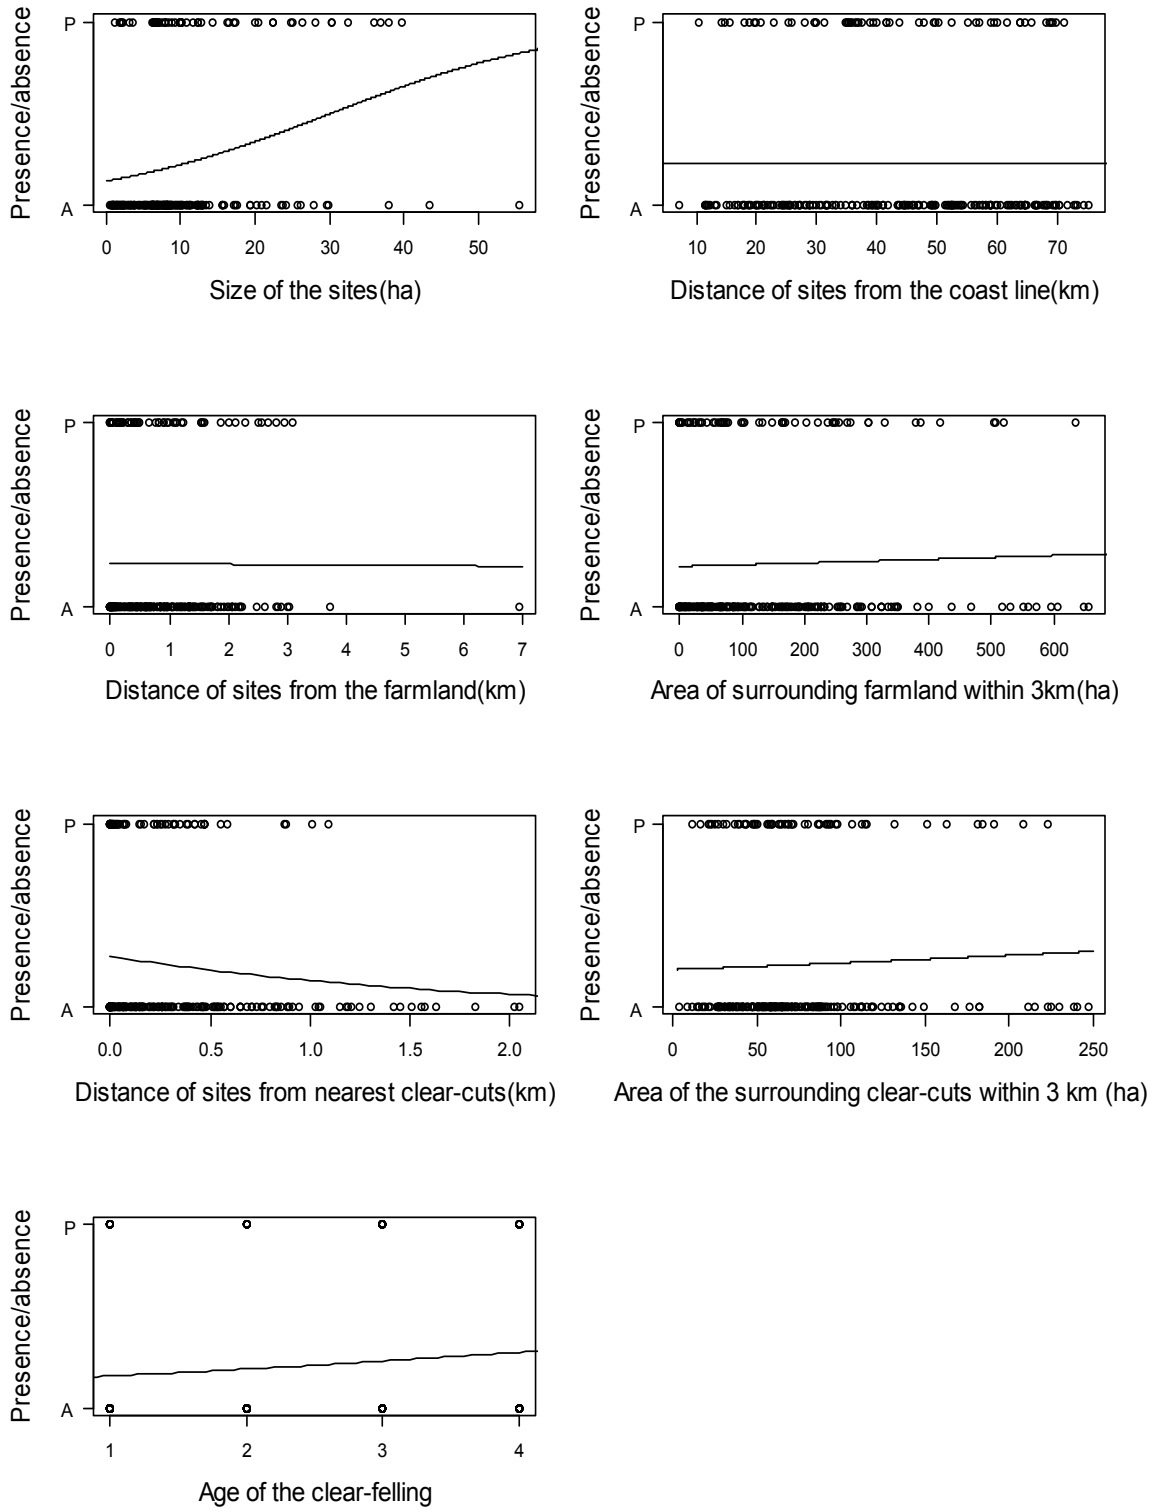 Presence/absence
P
A
0 10 20 30 40 50
Size of the sites(ha)
Presence/absence
P
A
10 20 30 40 50 60 70
Distance of sites from the coast line(km)
Presence/absence
P
A
0 1 2 3 4 5 6 7
Distance of sites from the farmland(km)
Presence/absence
P
A
0 100 200 300 400 500 600
Area of surrounding farmland within 3km(ha)
Presence/absence
P
A
0.0 0.5 1.0 1.5 2.0
Distance of sites from nearest clear-cuts(km)
Presence/absence
P
A
0 50 100 150 200 250
Area of the surrounding clear-cuts within 3 km (ha)
Presence/absence
P
A
1 2 3 4
Age of the clear-felling